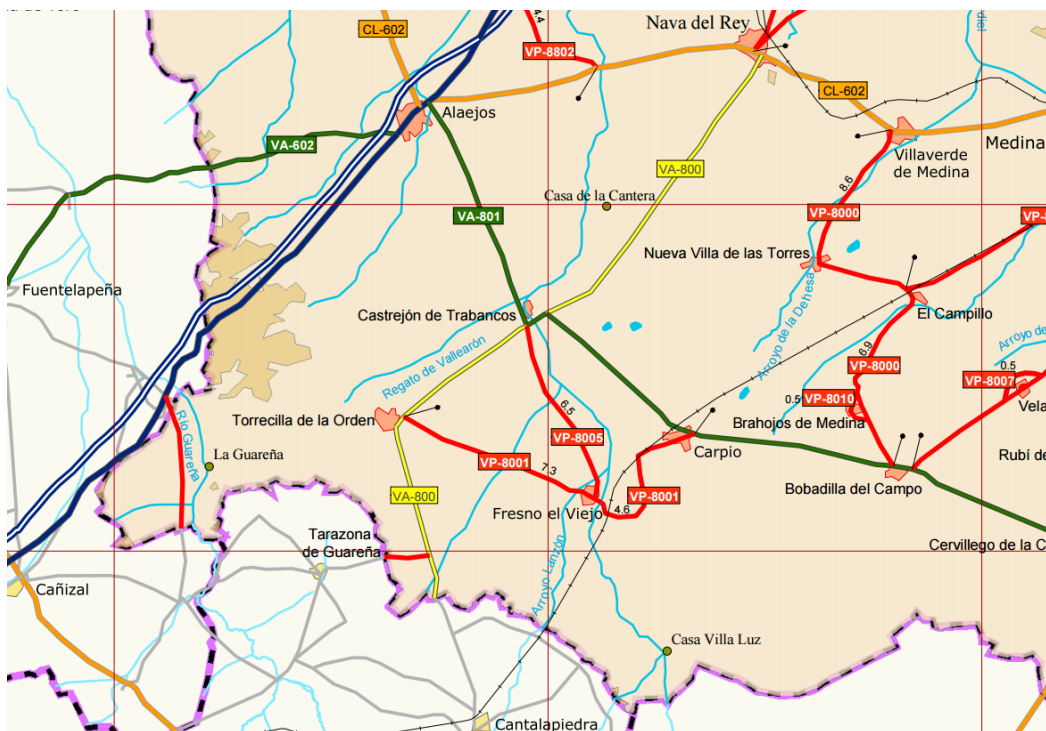 4.4
Nava del Rey
CL-602
VP-8802
CL-602
Alaejos
VA-602
Villaverde
de Medina
Medina
VA-800
8.6
Casa de la Cantera
VA-801
VP-8000
Nueva Villa de las Torres
Fuentelapeña
Castrejón de Trabancos
El Campillo
Arroyo de la Dehesa
Regato de Vallearón
6.9
VP-8000
0.5
VP-8007
0.5
VP-8010
Vela
Río Guareña
Torrecilla de la Orden
6.5
VP-8005
Brahojos de Medina
Carpio
La Guareña
VP-8001
7.3
Rubí de
VA-800
VP-8001
Bobadilla del Campo
Fresno el Viejo
4.6
Tarazona
de Guareña
Cervillego de la C
Arroyo Lanzón
Cañizal
Casa Villa Luz
Cantalapiedra